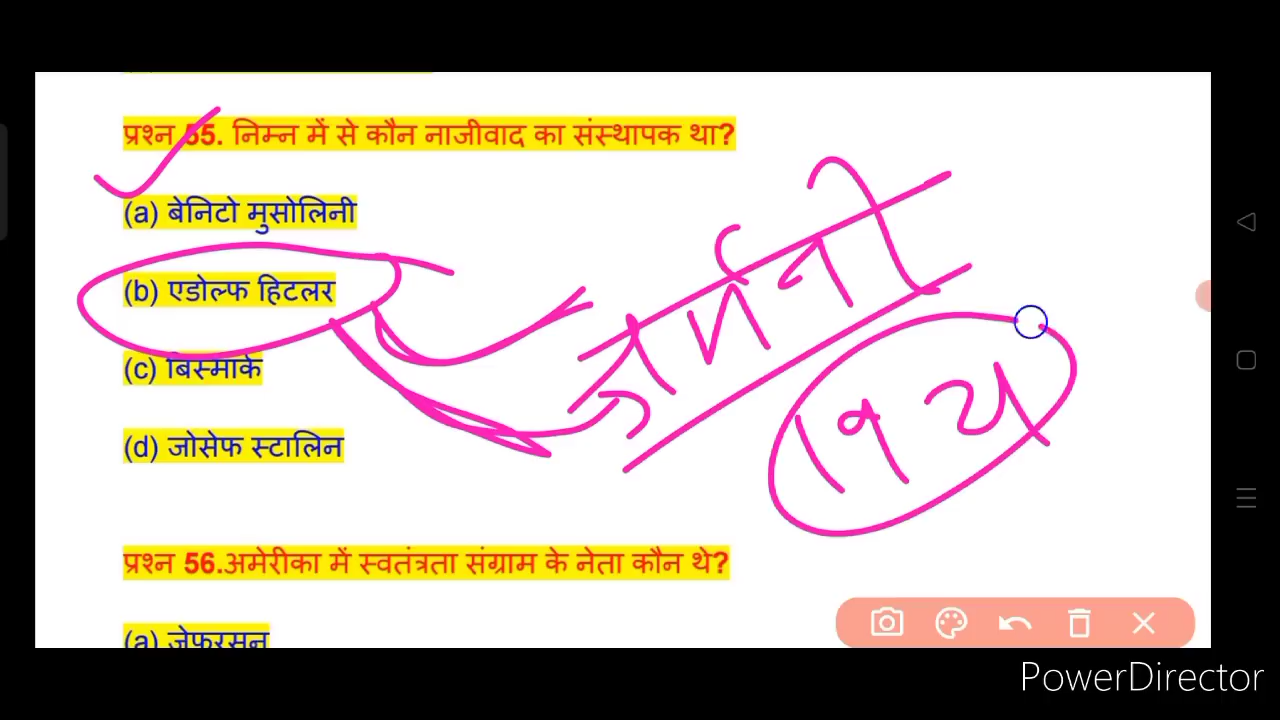 प्रश्न 55. निम्न में से कौन नाजीवाद का संस्थापक था?
(a) बेनिटो मुसोलिनी
(b) एडोल्फ हिटलर
जर्मनी
(c) बिस्मार्क
(d) जोसेफ स्टालिन
प्रश्न 56.अमेरीका में स्वतंत्रता संग्राम के नेता कौन थे?
(a) जेफरसन
PowerDirector